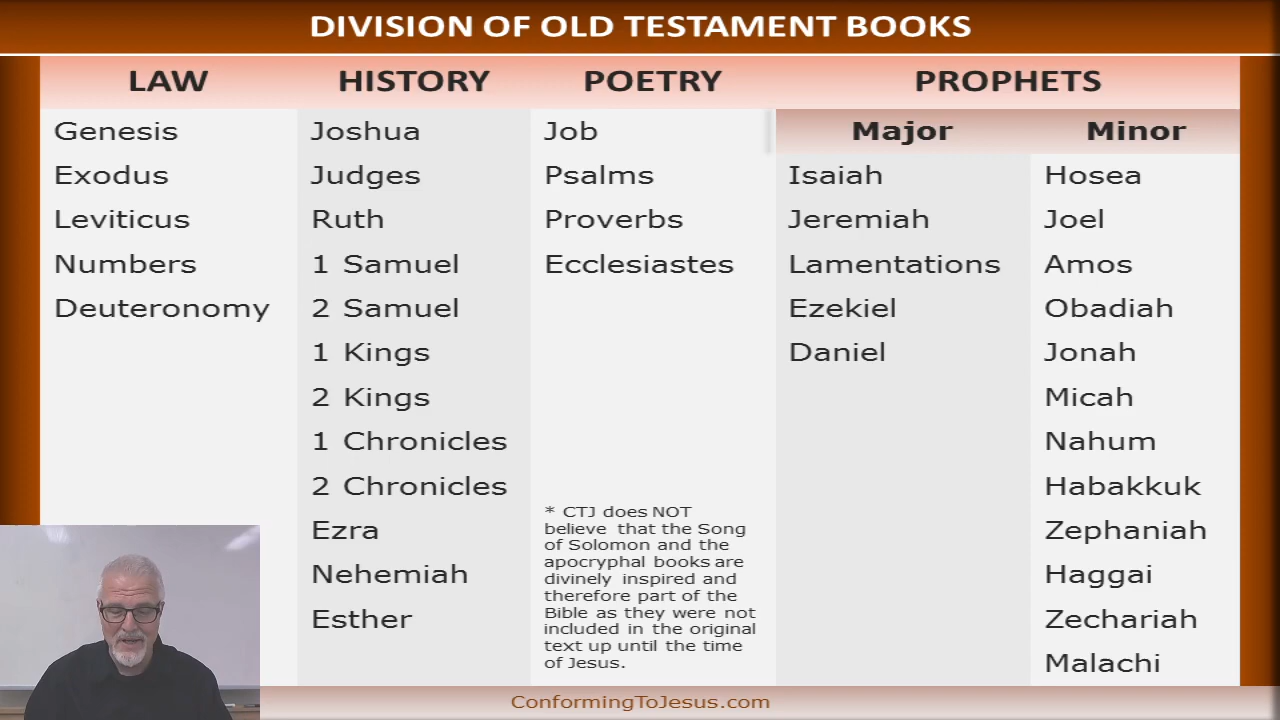 DIVISION OF OLD TESTAMENT BOOKS
LAW
Genesis
Exodus
Leviticus
Numbers
Deuteronomy
HISTORY
Joshua
Judges
Ruth
1 Samuel
2 Samuel
1 Kings
2 Kings
1 Chronicles
2 Chronicles
Ezra
Nehemiah
Esther
POETRY
Job
Psalms
Proverbs
Ecclesiastes
* CTJ does NOT
believe that the Song
of Solomon and the
apocryphal books are
divinely inspired and
therefore part of the
Bible as they were not
included in the original
text up until the time
of Jesus.
PROPHETS
Major
Isaiah
Jeremiah
Lamentations
Ezekiel
Daniel
Minor
Hosea
Joel
Amos
Obadiah
Jonah
Micah
Nahum
Habakkuk
Zephaniah
Haggai
Zechariah
Malachi
ConformingToJesus.com